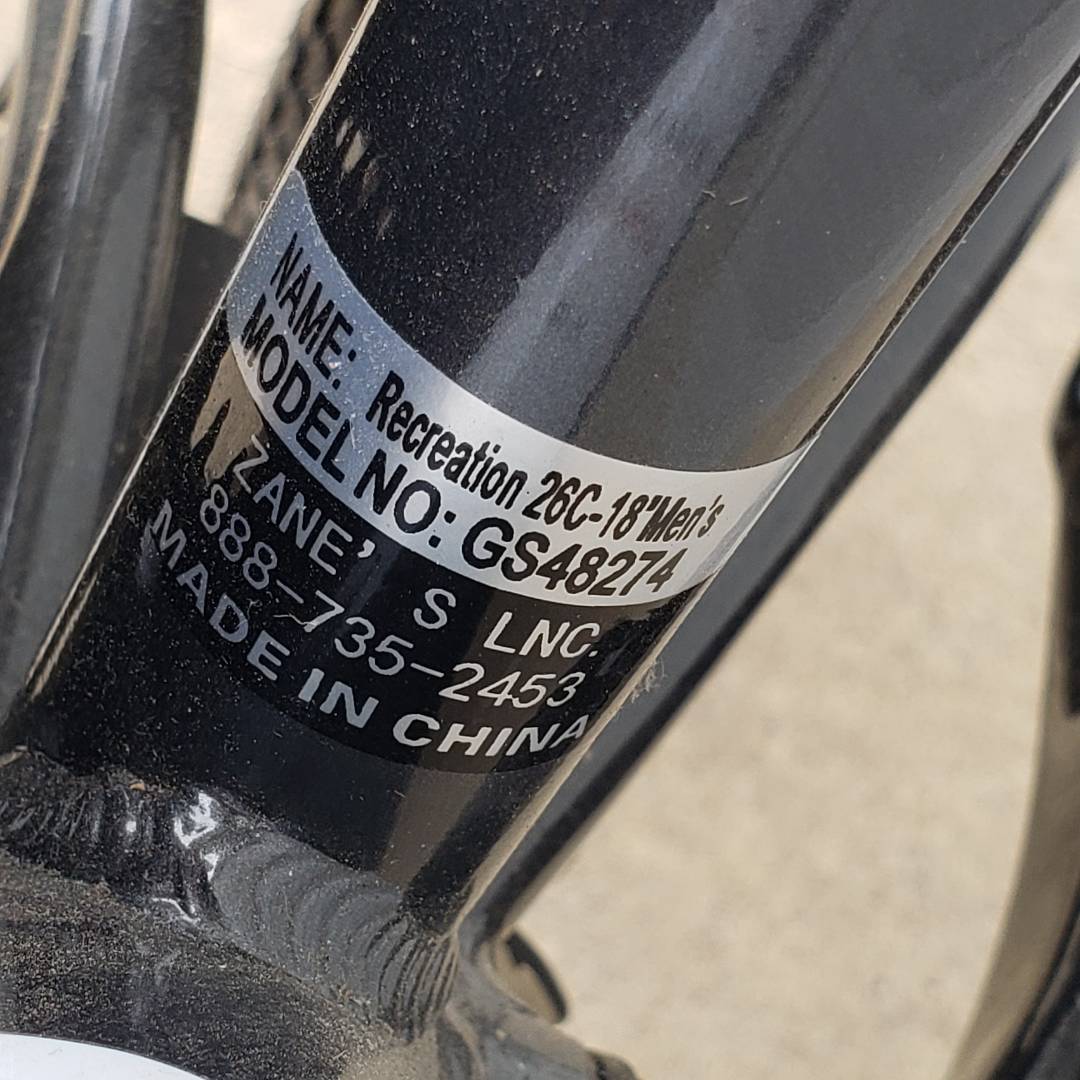 NAME: Recreation 26C-18"Men's
MODEL NO: GS48274
ZANE'S LNC.
888-735-2453
MADE IN CHINA